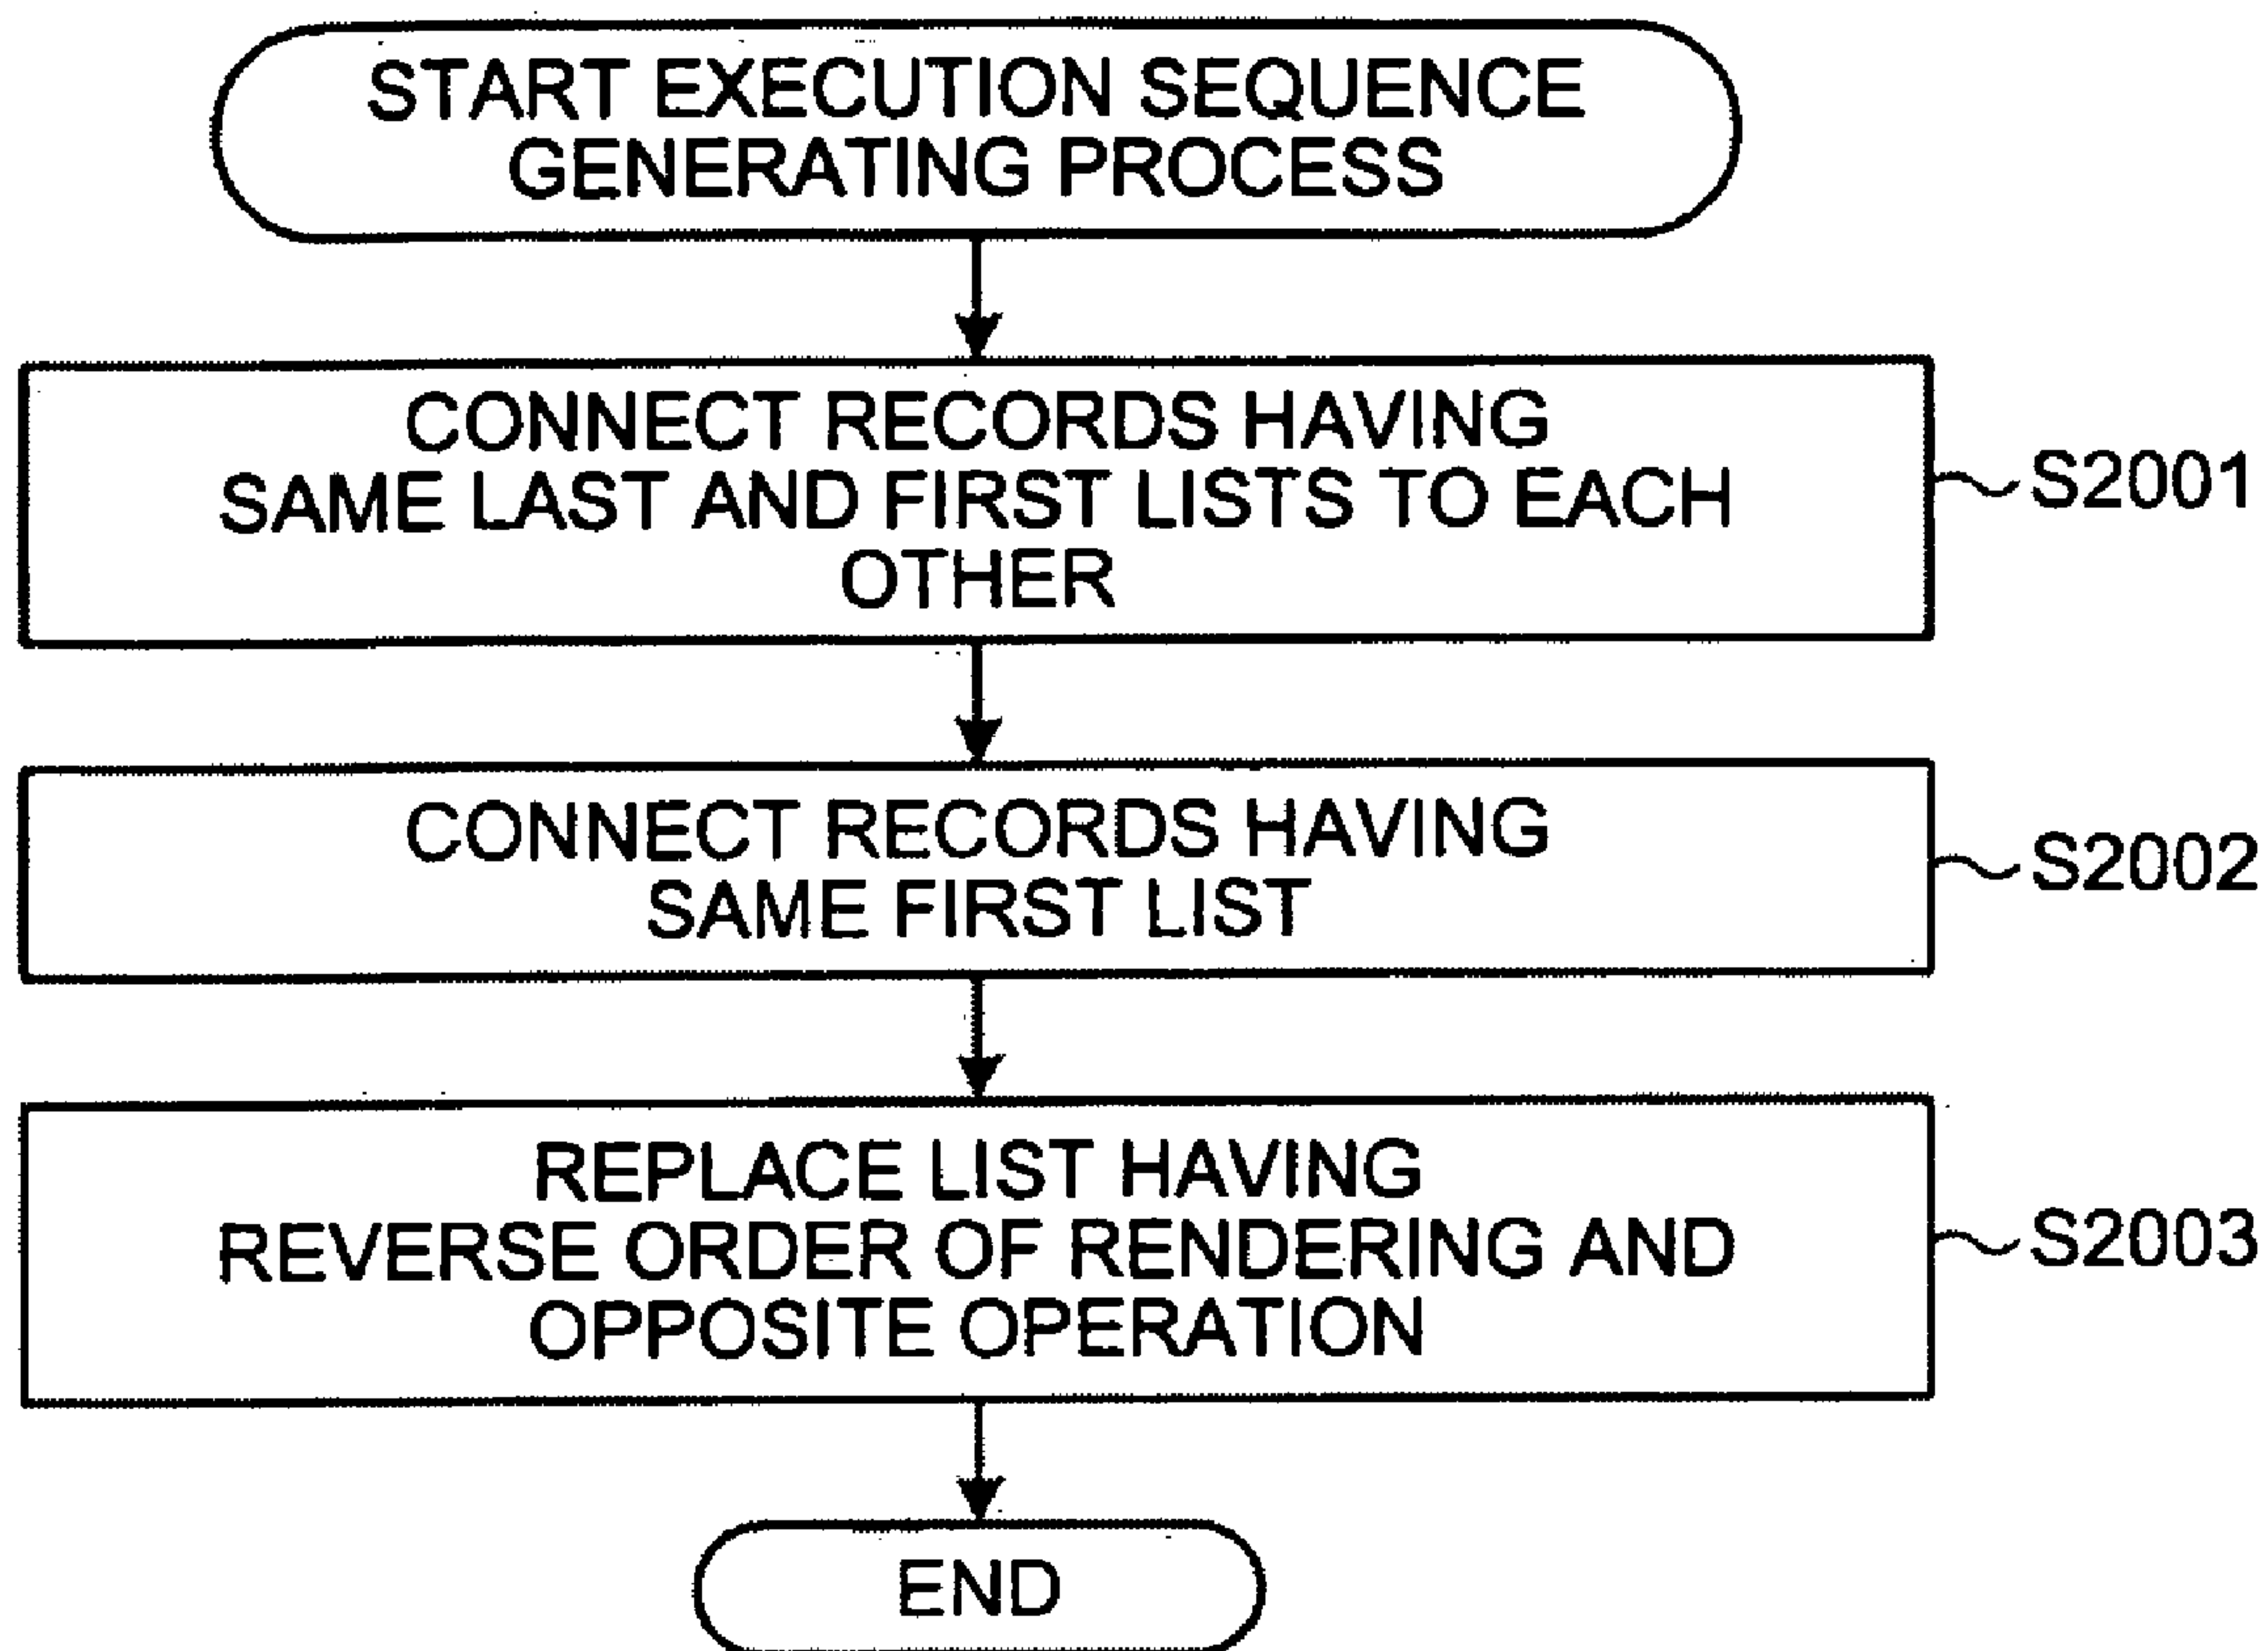 START EXECUTION SEQUENCE
GENERATING PROCESS
CONNECT RECORDS HAVING
SAME LAST AND FIRST LISTS TO EACH
OTHER
S2001
CONNECT RECORDS HAVING
SAME FIRST LIST
S2002
REPLACE LIST HAVING
REVERSE ORDER OF RENDERING AND
OPPOSITE OPERATION
S2003
END